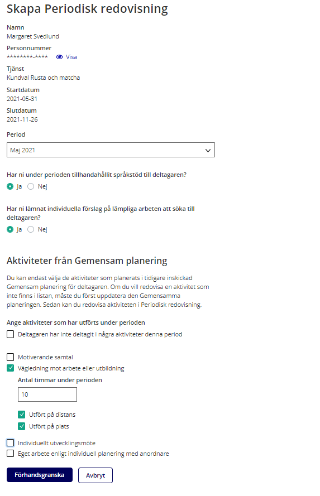 Skapa Periodisk redovisning
Namn
Margaret Svedlund
Personnummer
********-**** Visa
Tjänst
Kundval Rusta och matcha
Startdatum
2021-05-31
Slutdatum
2021-11-26
Period
Maj 2021
Har ni under perioden tillhandahållit språkstöd till deltagaren?
Ja Nej
Har ni lämnat individuella förslag på lämpliga arbeten att söka till
deltagaren?
Ja Nej
Aktiviteter från Gemensam planering
Du kan endast välja de aktiviteter som planerats i tidigare inskickad
Gemensam planering för deltagaren. Om du vill redovisa en aktivitet som
inte finns i listan, måste du först uppdatera den Gemensamma
planeringen. Sedan kan du redovisa aktiviteten i Periodisk redovisning.
Ange aktiviteter som har utförts under perioden
Deltagaren har inte deltagit i några aktiviteter denna period
Motiverande samtal
Vägledning mot arbete eller utbildning
Antal timmar under perioden
10
Utfört på distans
Utfört på plats
Individuellt utvecklingsmöte
Eget arbete enligt individuell planering med anordnare
Förhandsgranska Avbryt